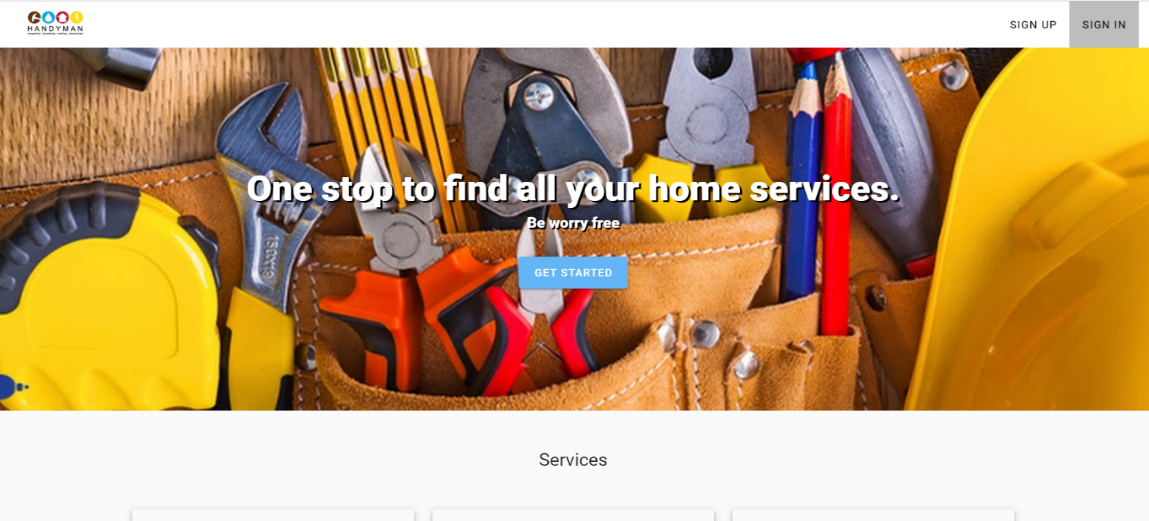 HANDYMAN
SIGN UP
SIGN IN
One stop to find all your home services.
Be worry free
GET STARTED
Services